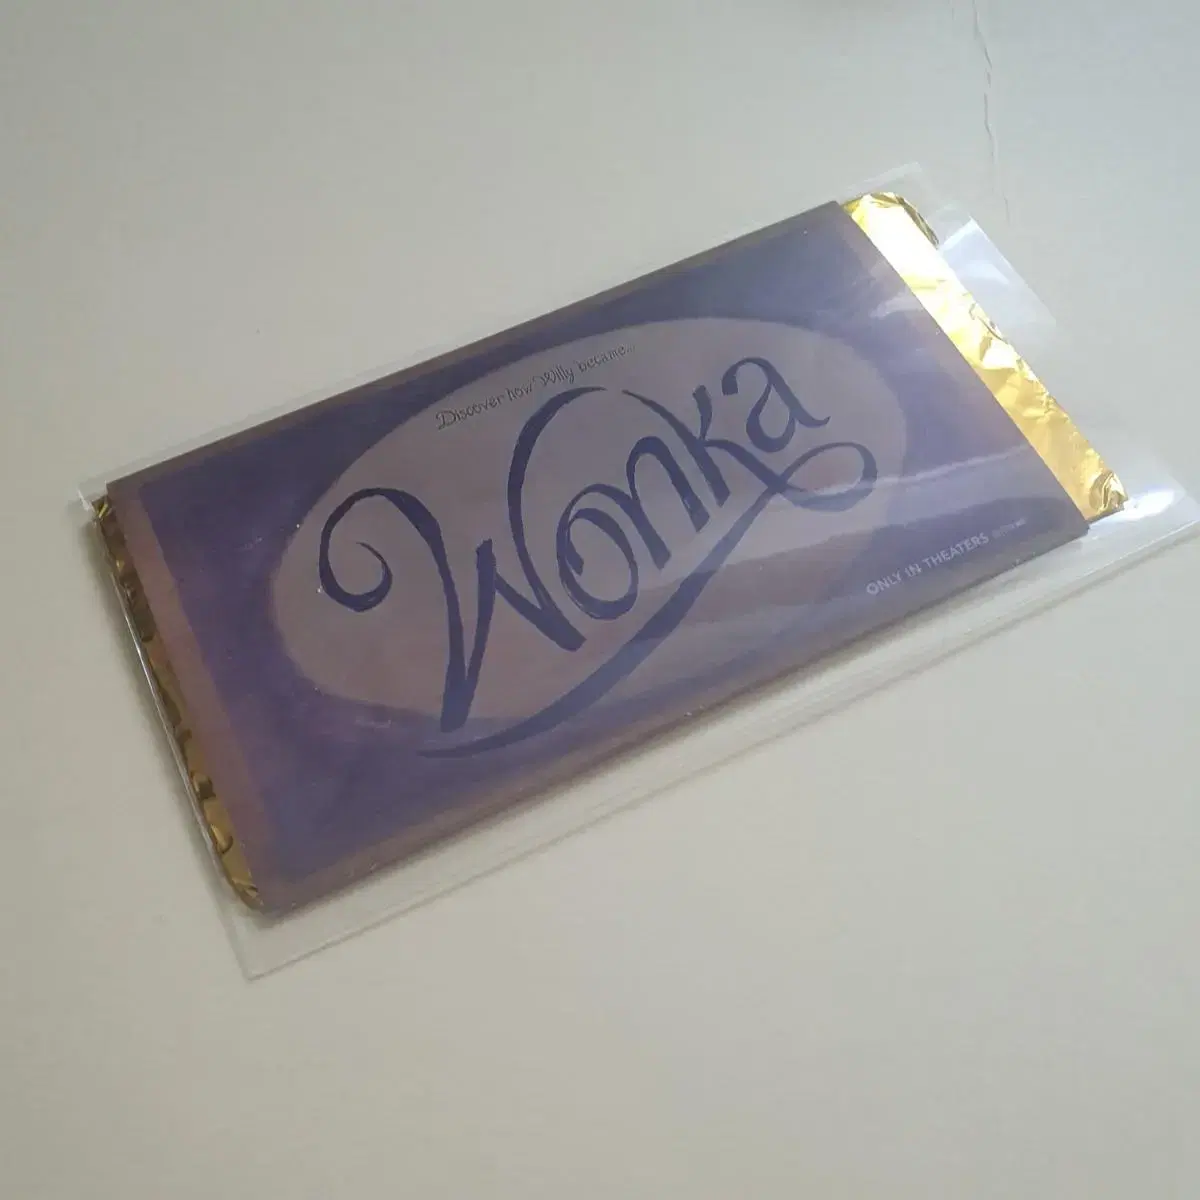 Discover how Willy became...
Wonka
ONLY IN THEATERS